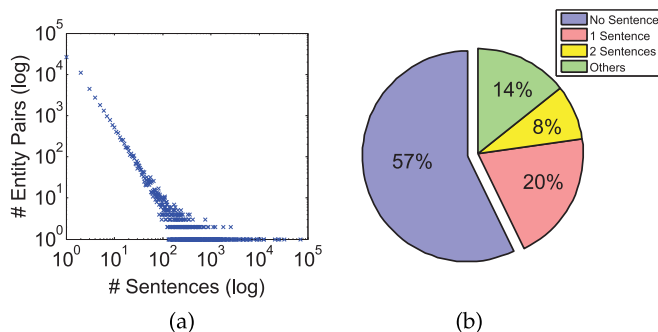 10^5
10^4
10^3
10^2
10^1
10^0
# Entity Pairs (log)
10^0 10^1 10^2 10^3 10^4 10^5
# Sentences (log)
(a)
No Sentence
1 Sentence
2 Sentences
Others
14%
8%
57%
20%
(b)